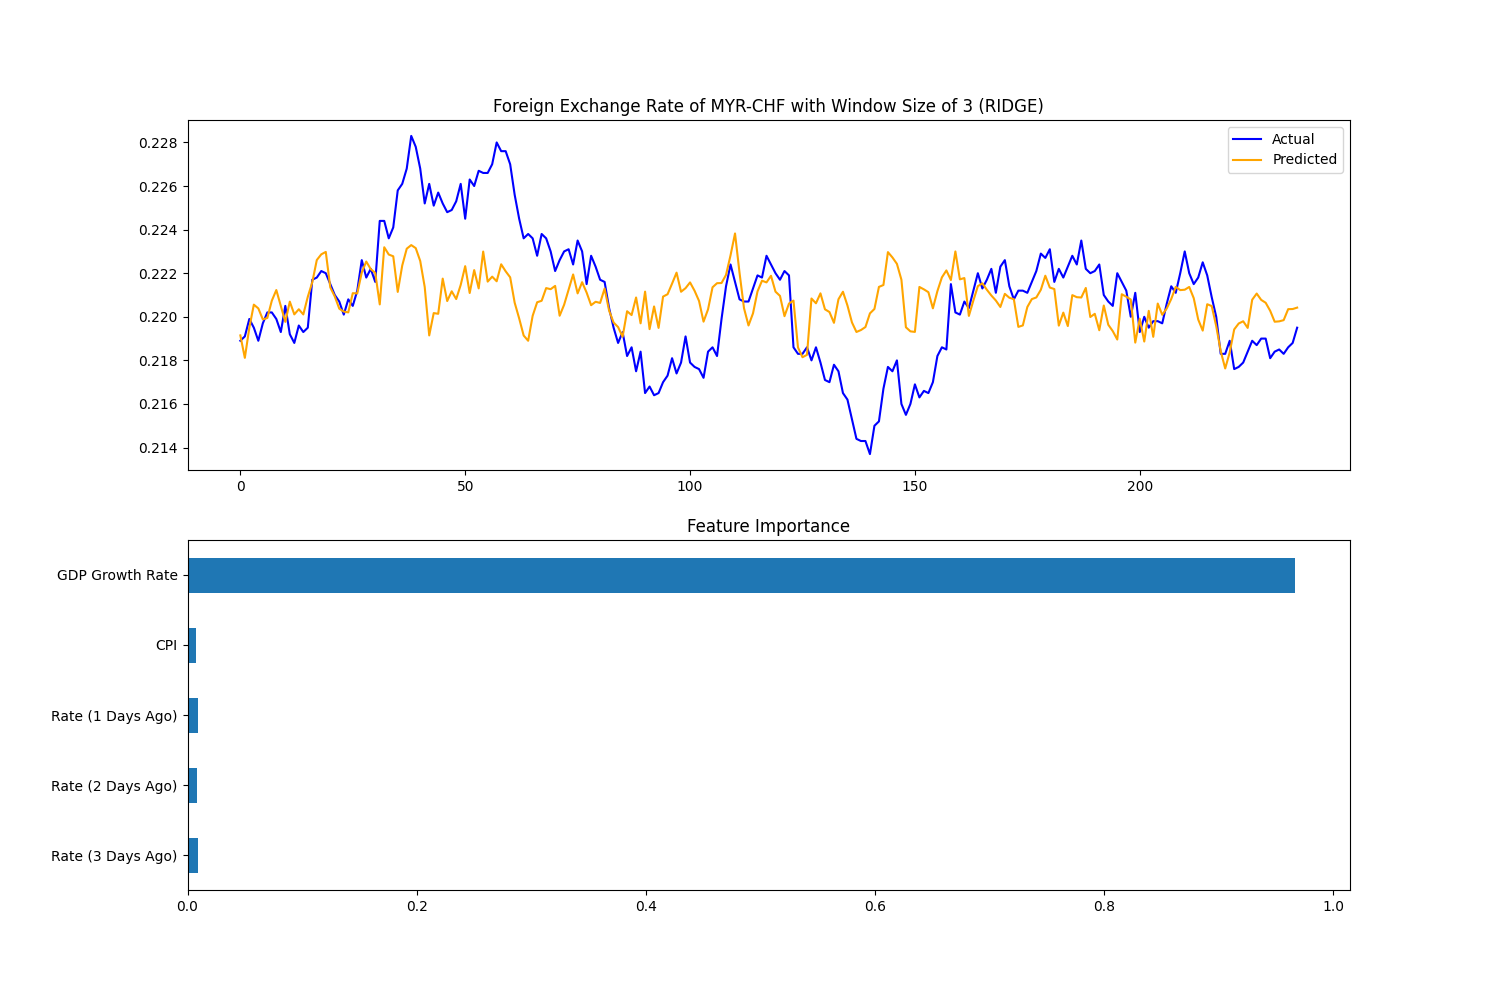 Foreign Exchange Rate of MYR-CHF with Window Size of 3 (RIDGE)
Actual
Predicted
0.228
0.226
0.224
0.222
0.220
0.218
0.216
0.214
0 50 100 150 200
Feature Importance
GDP Growth Rate
CPI
Rate (1 Days Ago)
Rate (2 Days Ago)
Rate (3 Days Ago)
0.0 0.2 0.4 0.6 0.8 1.0